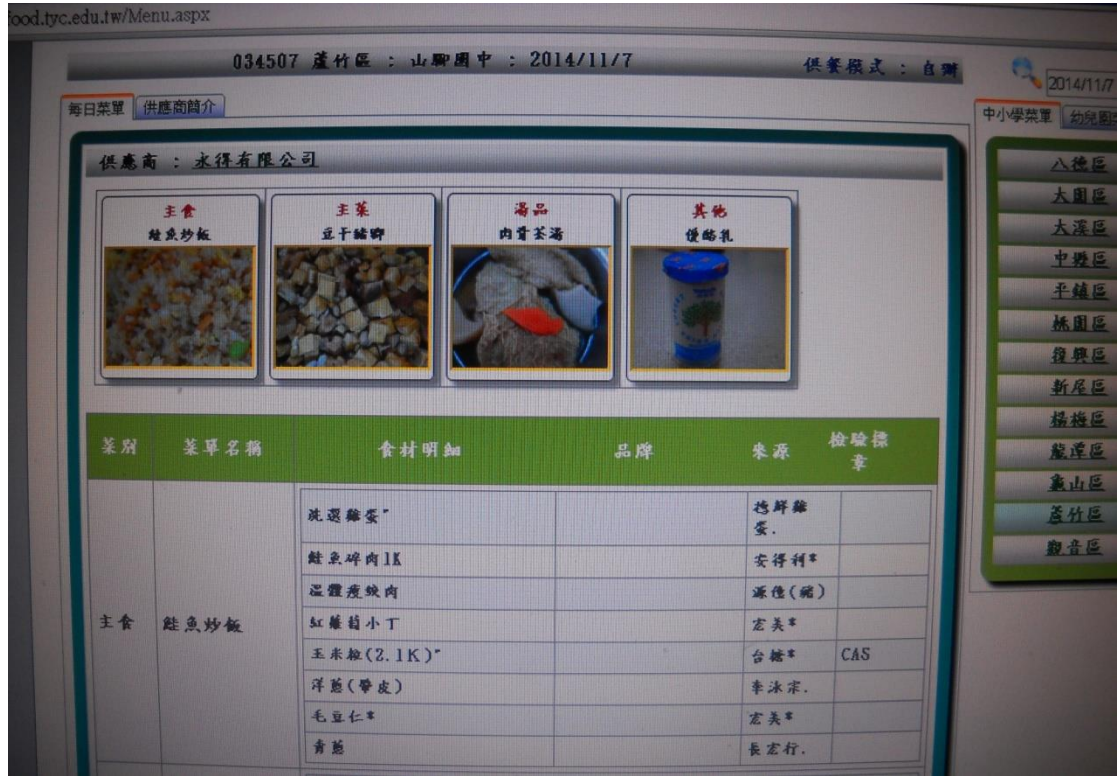 food.tyc.edu.tw/Menu.aspx
034507 蘆竹區 : 山腳國中 : 2014/11/7
供餐模式 : 自辦
2014/11/7
每日菜單 供應商簡介
中小學菜單 幼兒園
供應商 : 永得有限公司
主食
鮭魚炒飯
主菜
豆干豬腳
湯品
肉骨茶湯
其他
優酪乳
八德區
大園區
大溪區
中壢區
平鎮區
桃園區
復興區
新屋區
楊梅區
龍潭區
龜山區
蘆竹區
觀音區
菜別 菜單名稱 食材明細 品牌 來源 檢驗標章
主食 鮭魚炒飯
洗選雞蛋" 德鮮雞蛋.
鮭魚碎肉1K 安得利*
溫體瘦絞肉 (豬)
紅蘿蔔小丁 宏美*
玉米粒(2.1K)" 台糖* CAS
洋蔥(帶皮) 李泳宗.
毛豆仁* 宏美*
青蔥 長宏行.